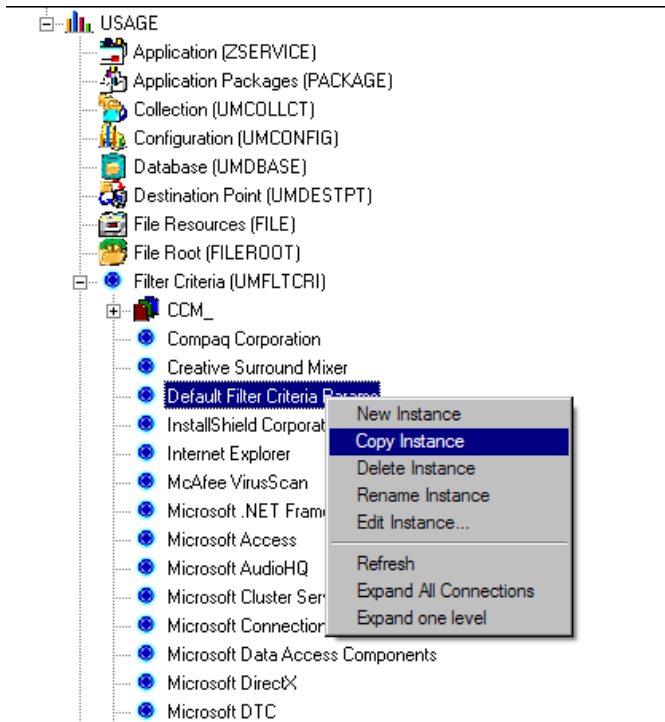 USAGE
Application (ZSERVICE)
Application Packages (PACKAGE)
Collection (UMCOLLCT)
Configuration (UMCONFIG)
Database (UMDBASE)
Destination Point (UMDESTPT)
File Resources (FILE)
File Root (FILEROOT)
Filter Criteria (UMFLTCRI)
CCM_
Compaq Corporation
Creative Surround Mixer
Default Filter Criteria
InstallShield Corporat
Internet Explorer
McAfee VirusScan
Microsoft .NET Fram
Microsoft Access
Microsoft AudioHQ
Microsoft Cluster Ser
Microsoft Connection
Microsoft Data Access Components
Microsoft DirectX
Microsoft DTC
New Instance
Copy Instance
Delete Instance
Rename Instance
Edit Instance...
Refresh
Expand All Connections
Expand one level